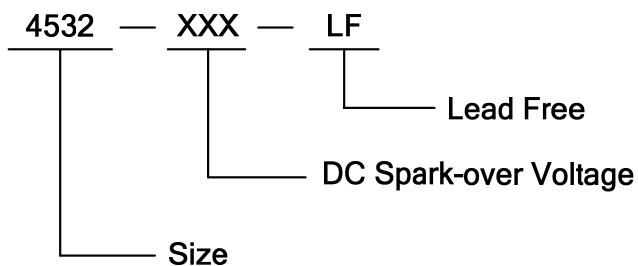 4532 — XXX — LF
Lead Free
DC Spark-over Voltage
Size